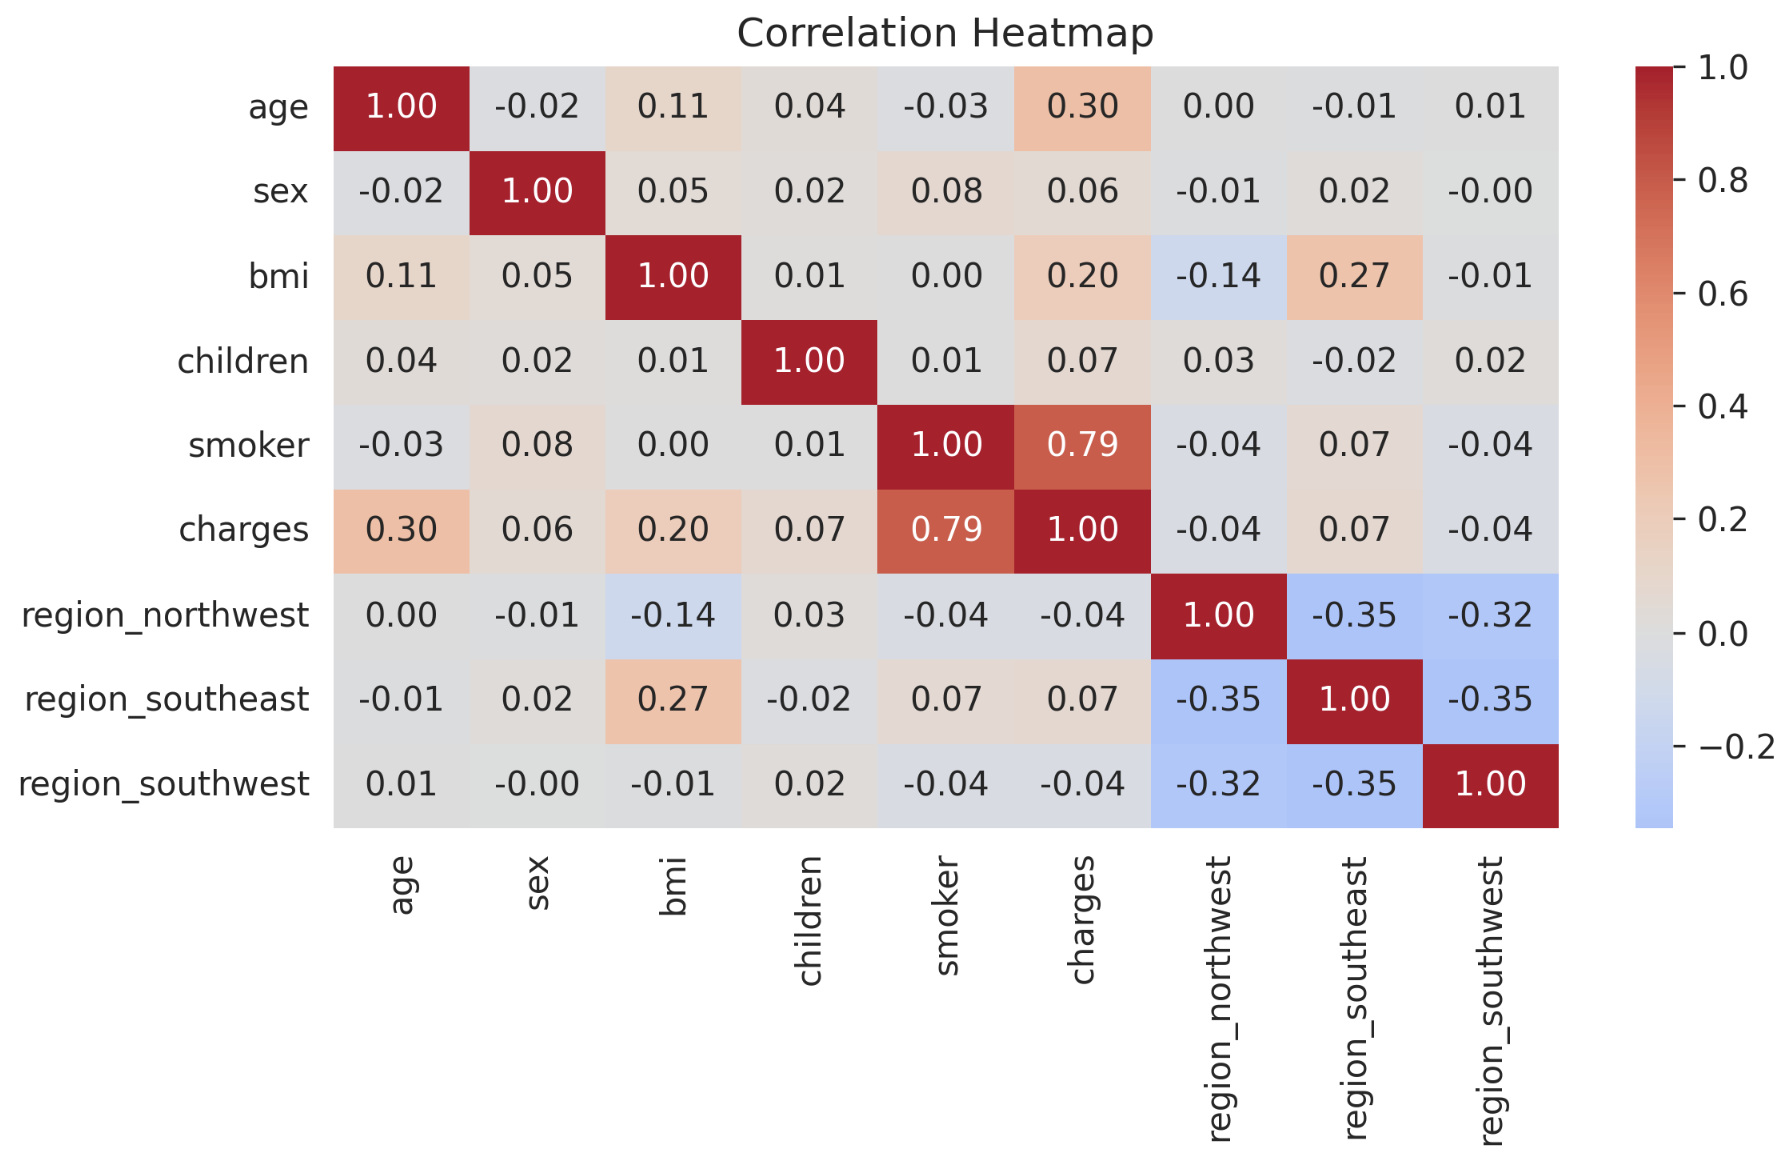 Correlation Heatmap
age 1.00 -0.02 0.11 0.04 -0.03 0.30 0.00 -0.01 0.01
sex -0.02 1.00 0.05 0.02 0.08 0.06 -0.01 0.02 -0.00
bmi 0.11 0.05 1.00 0.01 0.00 0.20 -0.14 0.27 -0.01
children 0.04 0.02 0.01 1.00 0.01 0.07 0.03 -0.02 0.02
smoker -0.03 0.08 0.00 0.01 1.00 0.79 -0.04 0.07 -0.04
charges 0.30 0.06 0.20 0.07 0.79 1.00 -0.04 0.07 -0.04
region_northwest 0.00 -0.01 -0.14 0.03 -0.04 -0.04 1.00 -0.35 -0.32
region_southeast -0.01 0.02 0.27 -0.02 0.07 0.07 -0.35 1.00 -0.35
region_southwest 0.01 -0.00 -0.01 0.02 -0.04 -0.04 -0.32 -0.35 1.00
age
sex
bmi
children
smoker
charges
region_northwest
region_southeast
region_southwest
1.0
0.8
0.6
0.4
0.2
0.0
−0.2